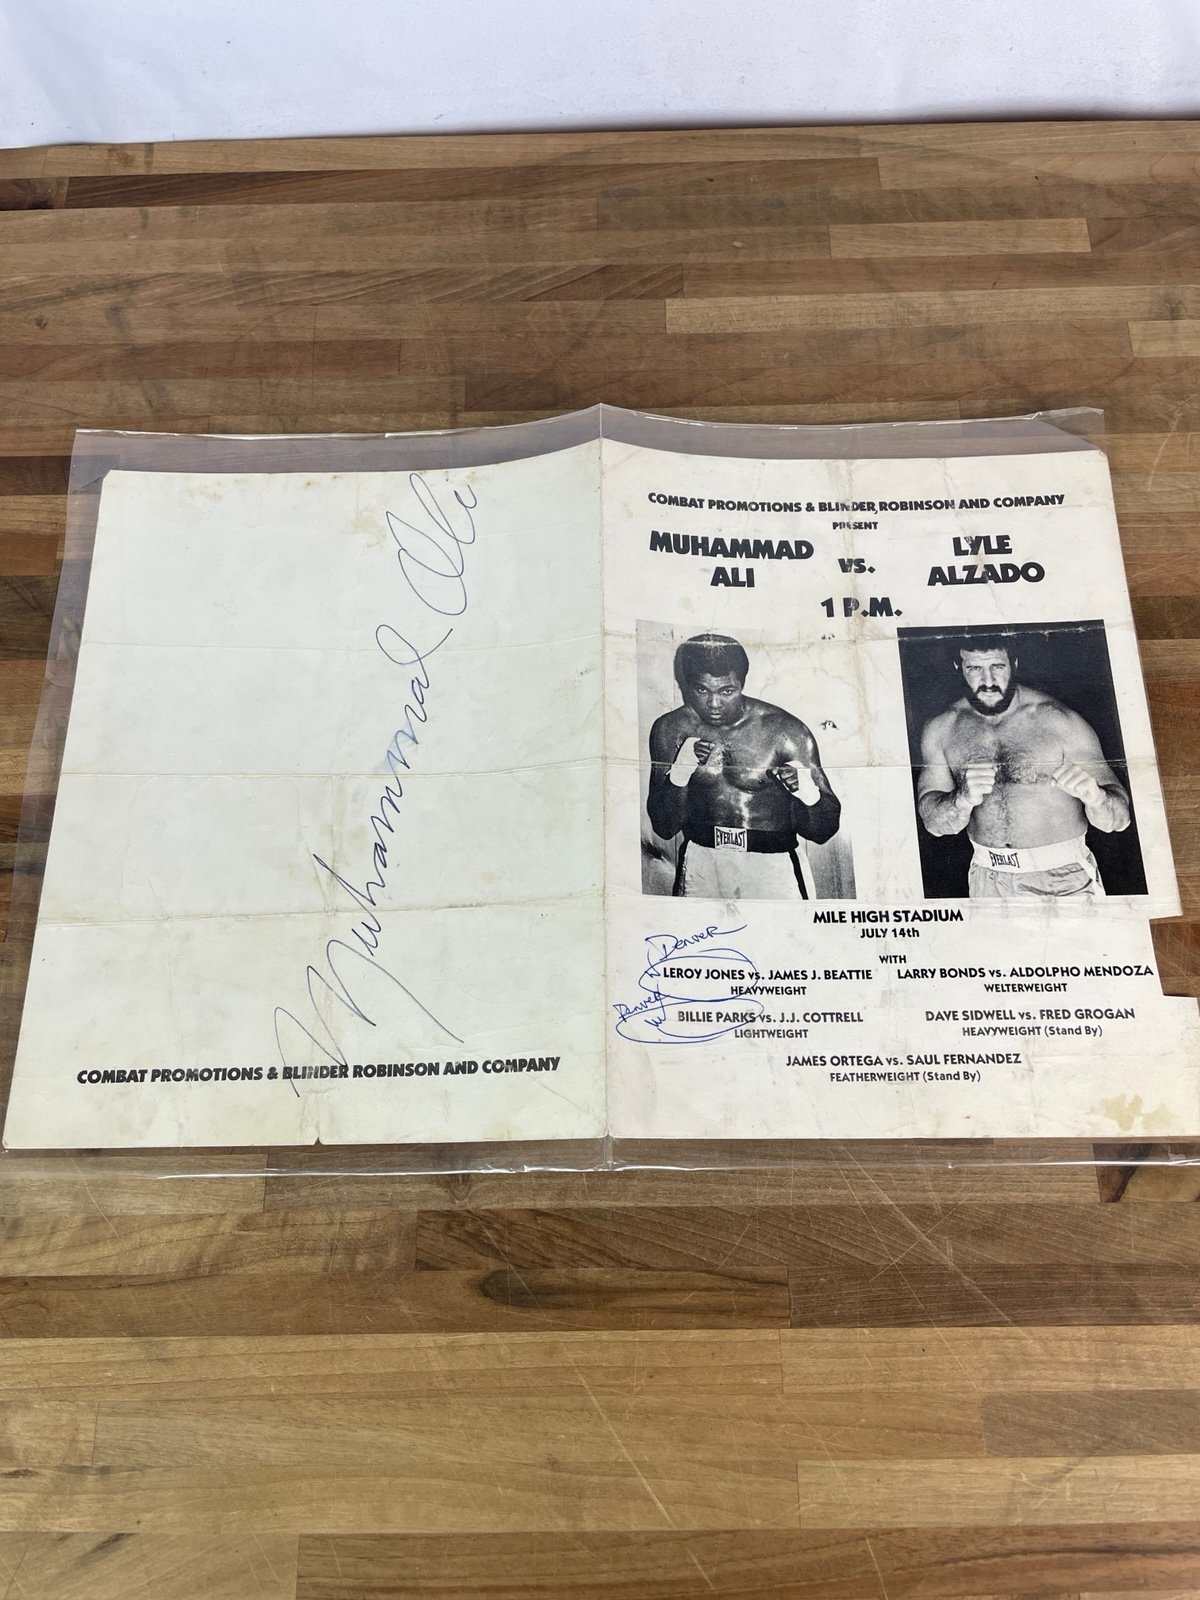 Muhammad Ali
COMBAT PROMOTIONS & BLINDER ROBINSON AND COMPANY
COMBAT PROMOTIONS & BLINDER, ROBINSON AND COMPANY
PRESENT
MUHAMMAD ALI
vs.
LYLE ALZADO
1 P.M.
EVERLAST
EVERLAST
MILE HIGH STADIUM
JULY 14th
WITH
Denver
W
LEROY JONES vs. JAMES J. BEATTIE
HEAVYWEIGHT
LARRY BONDS vs. ALDOLPHO MENDOZA
WELTERWEIGHT
Denver
W
BILLIE PARKS vs. J.J. COTTRELL
LIGHTWEIGHT
DAVE SIDWELL vs. FRED GROGAN
HEAVYWEIGHT (Stand By)
JAMES ORTEGA vs. SAUL FERNANDEZ
FEATHERWEIGHT (Stand By)